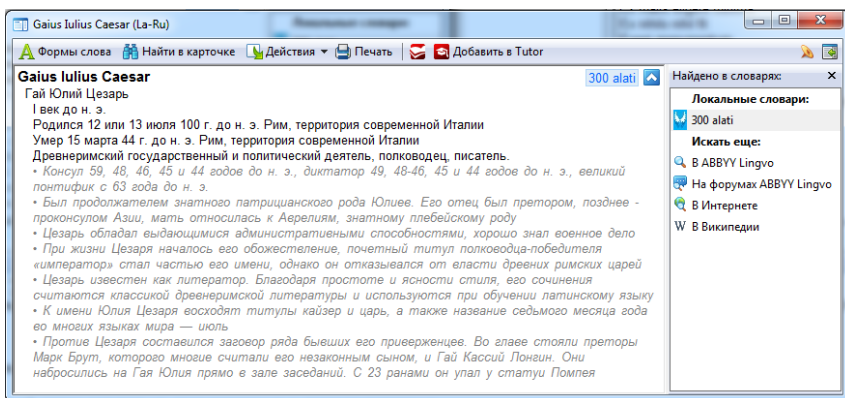 Gaius Iulius Caesar (La-Ru)
Формы слова Найти в карточке Действия Печать Добавить в Tutor
Gaius Iulius Caesar 300 alati
Гай Юлий Цезарь
I век до н. э.
Родился 12 или 13 июля 100 г. до н. э. Рим, территория современной Италии
Умер 15 марта 44 г. до н. э. Рим, территория современной Италии
Древнеримский государственный и политический деятель, полководец, писатель.
• Консул 59, 48, 46, 45 и 44 годов до н. э., диктатор 49, 48-46, 45 и 44 годов до н. э., великий
понтифик с 63 года до н. э.
• Был продолжателем знатного патрицианского рода Юлиев. Его отец был претором, позднее -
проконсулом Азии, мать относилась к Аврелиям, знатному плебейскому роду
• Цезарь обладал выдающимися административными способностями, хорошо знал военное дело
• При жизни Цезаря началось его обожествление, почетный титул полководца-победителя
«император» стал частью его имени, однако он отказывался от власти древних римских царей
• Цезарь известен как литератор. Благодаря простоте и ясности стиля, его сочинения
считаются классикой древнеримской литературы и используются при обучении латинскому языку
• К имени Юлия Цезаря восходят титулы кайзер и царь, а также название седьмого месяца года
во многих языках мира — июль
• Против Цезаря составился заговор ряда бывших его приверженцев. Во главе стояли преторы
Марк Брут, которого многие считали его незаконным сыном, и Гай Кассий Лонгин. Они
набросились на Гая Юлия прямо в зале заседаний. С 23 ранами он упал у статуи Помпея
Найдено в словарях:
Локальные словари:
300 alati
Искать еще:
В ABBYY Lingvo
На форумах ABBYY Lingvo
В Интернете
W В Википедии